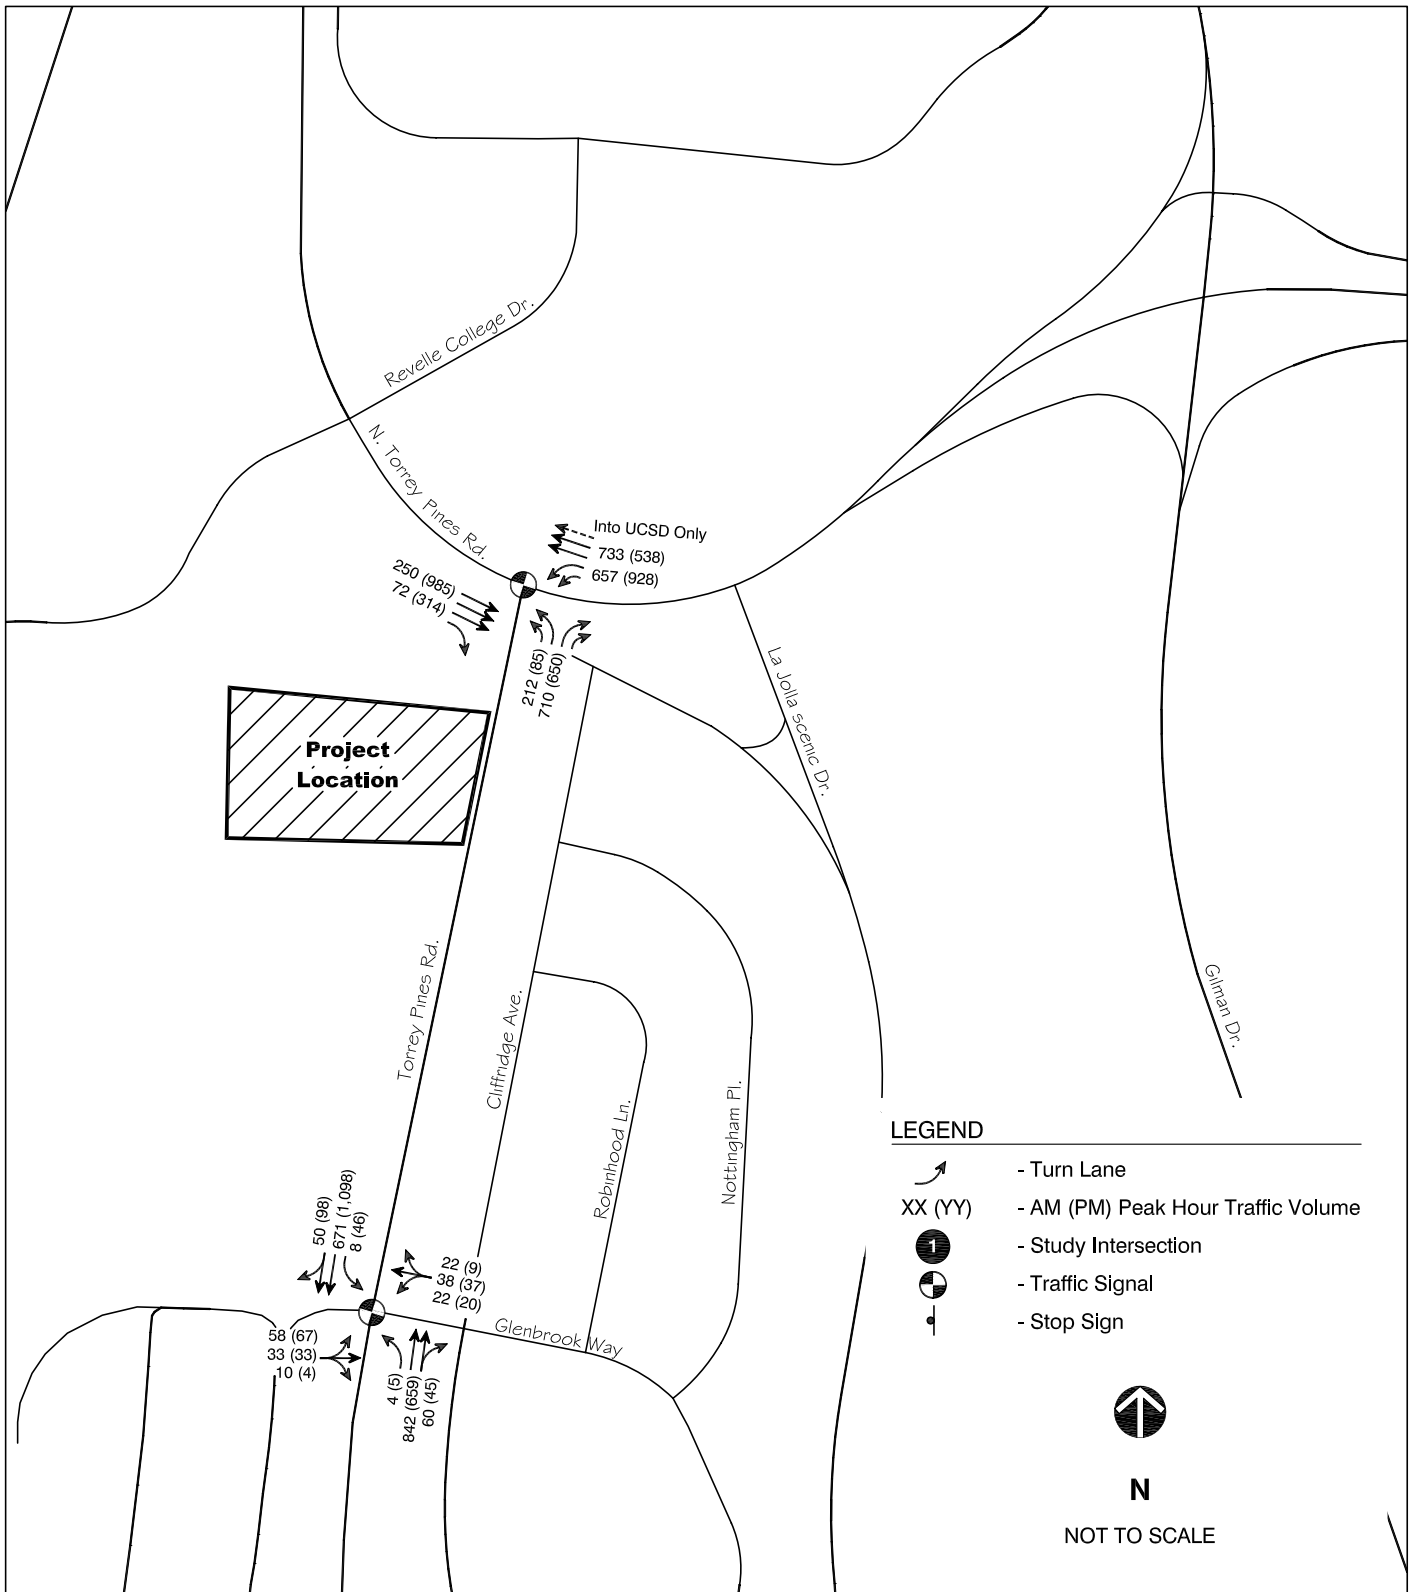 Revelle College Dr.
N. Torrey Pines Rd.
Into UCSD Only
733 (538)
657 (928)
250 (985)
72 (314)
212 (85)
710 (650)
La Jolla Scenic Dr.
Project
Location
Torrey Pines Rd.
Cliffridge Ave.
Gilman Dr.
Robinhood Ln.
Nottingham Pl.
LEGEND
- Turn Lane
XX (YY) - AM (PM) Peak Hour Traffic Volume
1 - Study Intersection
- Traffic Signal
- Stop Sign
50 (98)
671 (1,098)
8 (46)
22 (9)
38 (37)
22 (20)
Glenbrook Way
58 (67)
33 (33)
10 (4)
4 (5)
842 (659)
60 (45)
N
NOT TO SCALE